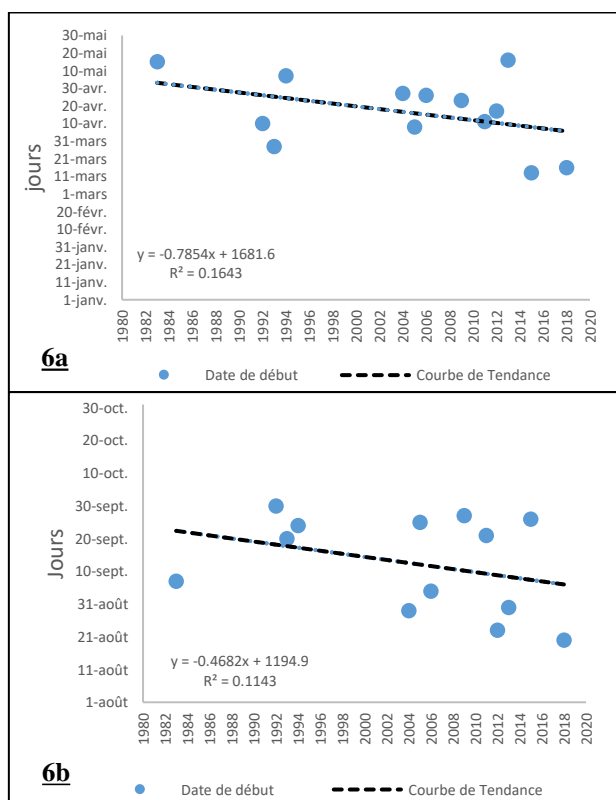 30-mai
20-mai
10-mai
30-avr.
20-avr.
10-avr.
31-mars
21-mars
11-mars
1-mars
20-févr.
10-févr.
31-janv.
21-janv.
11-janv.
1-janv.
jours
y = -0.7854x + 1681.6
R² = 0.1643
1980 1982 1984 1986 1988 1990 1992 1994 1996 1998 2000 2002 2004 2006 2008 2010 2012 2014 2016 2018 2020
6a
Date de début Courbe de Tendance
30-oct.
20-oct.
10-oct.
30-sept.
20-sept.
10-sept.
31-août
21-août
11-août
1-août
Jours
y = -0.4682x + 1194.9
R² = 0.1143
1980 1982 1984 1986 1988 1990 1992 1994 1996 1998 2000 2002 2004 2006 2008 2010 2012 2014 2016 2018 2020
6b
Date de début Courbe de Tendance